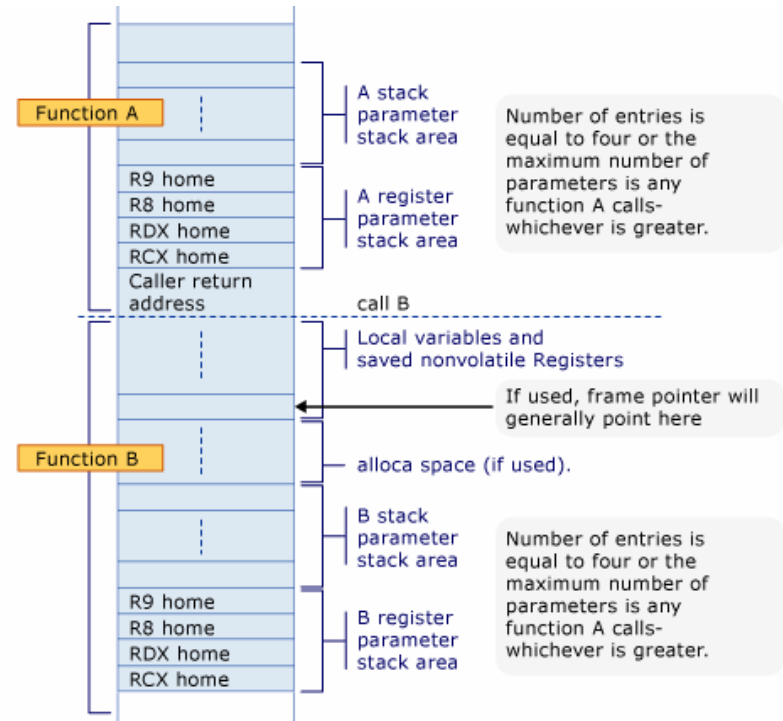 Function A
A stack
parameter
stack area
Number of entries is
equal to four or the
maximum number of
parameters is any
function A calls-
whichever is greater.
R9 home
R8 home
RDX home
RCX home
A register
parameter
stack area
Caller return
address
call B
Local variables and
saved nonvolatile Registers
If used, frame pointer will
generally point here
Function B
alloca space (if used).
B stack
parameter
stack area
Number of entries is
equal to four or the
maximum number of
parameters is any
function A calls-
whichever is greater.
R9 home
R8 home
RDX home
RCX home
B register
parameter
stack area